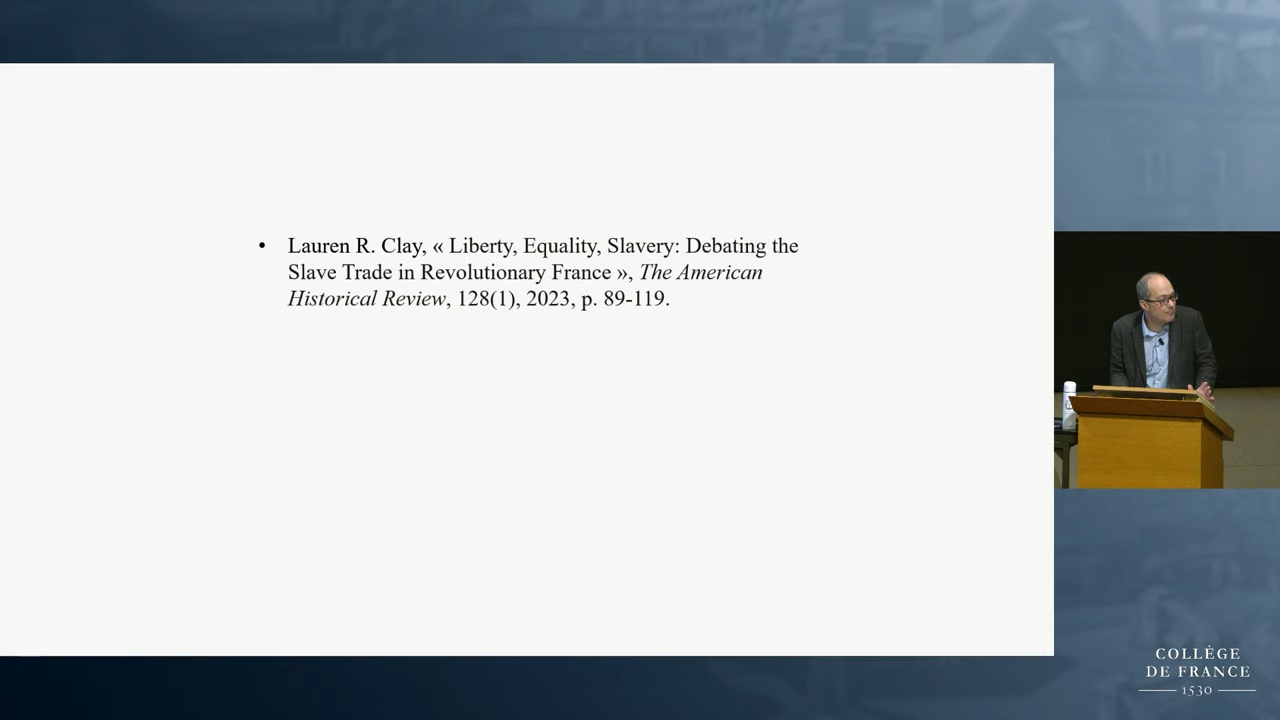 • Lauren R. Clay, « Liberty, Equality, Slavery: Debating the
Slave Trade in Revolutionary France », The American
Historical Review, 128(1), 2023, p. 89-119.
COLLÈGE
DE FRANCE
1530